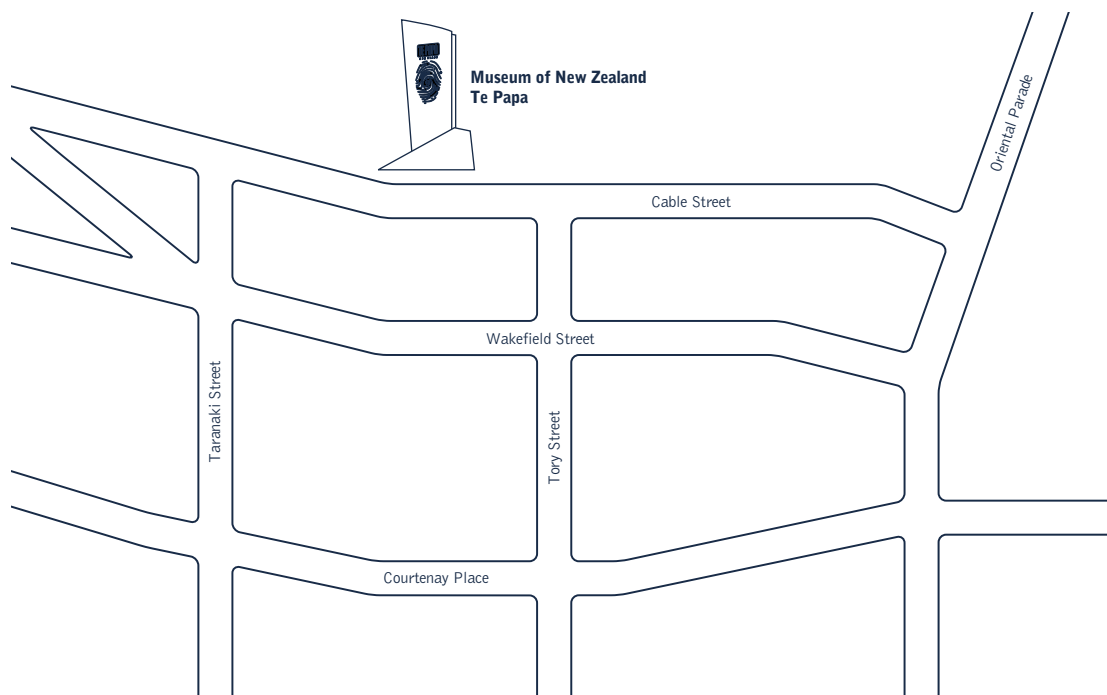 Museum of New Zealand
Te Papa
Oriental Parade
Cable Street
Wakefield Street
Taranaki Street
Tory Street
Courtenay Place